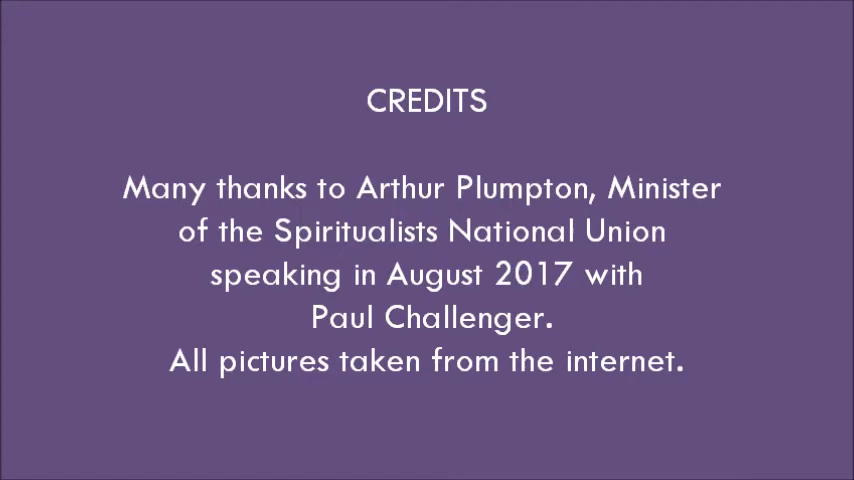 CREDITS
Many thanks to Arthur Plumpton, Minister
of the Spiritualists National Union
speaking in August 2017 with
Paul Challenger.
All pictures taken from the internet.